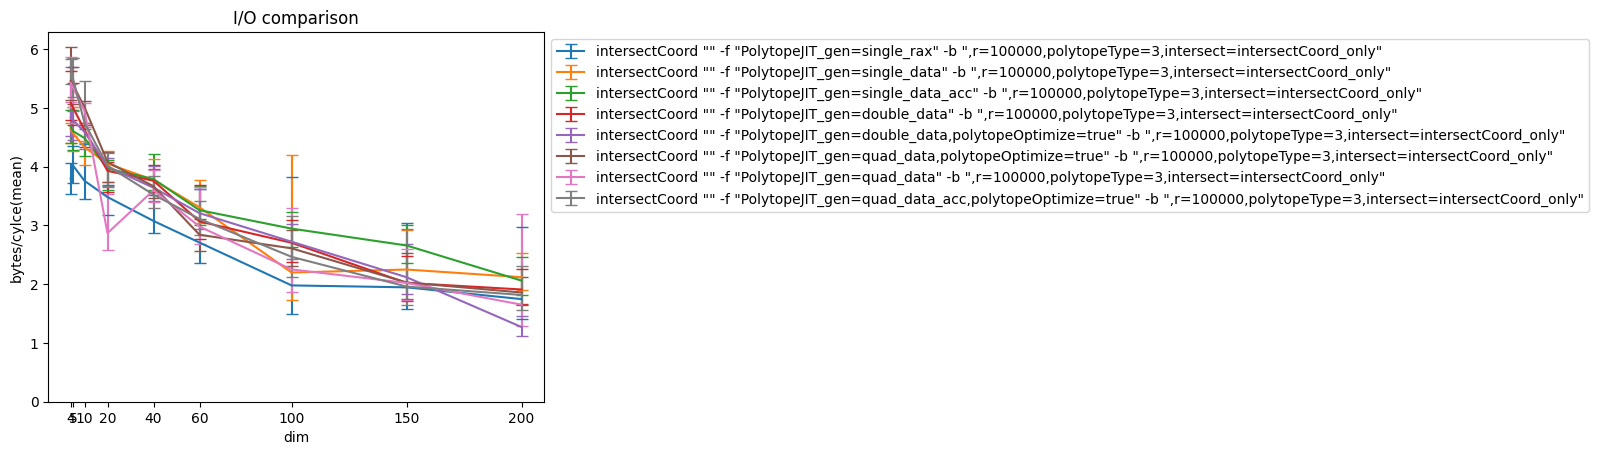 I/O comparison
bytes/cylce(mean)
6
5
4
3
2
1
0
4 5 10 20 40 60 100 150 200
dim
intersectCoord "" -f "PolytopeJIT_gen=single_rax" -b ",r=100000,polytopeType=3,intersect=intersectCoord_only"
intersectCoord "" -f "PolytopeJIT_gen=single_data" -b ",r=100000,polytopeType=3,intersect=intersectCoord_only"
intersectCoord "" -f "PolytopeJIT_gen=single_data_acc" -b ",r=100000,polytopeType=3,intersect=intersectCoord_only"
intersectCoord "" -f "PolytopeJIT_gen=double_data" -b ",r=100000,polytopeType=3,intersect=intersectCoord_only"
intersectCoord "" -f "PolytopeJIT_gen=double_data,polytopeOptimize=true" -b ",r=100000,polytopeType=3,intersect=intersectCoord_only"
intersectCoord "" -f "PolytopeJIT_gen=quad_data,polytopeOptimize=true" -b ",r=100000,polytopeType=3,intersect=intersectCoord_only"
intersectCoord "" -f "PolytopeJIT_gen=quad_data" -b ",r=100000,polytopeType=3,intersect=intersectCoord_only"
intersectCoord "" -f "PolytopeJIT_gen=quad_data_acc,polytopeOptimize=true" -b ",r=100000,polytopeType=3,intersect=intersectCoord_only"